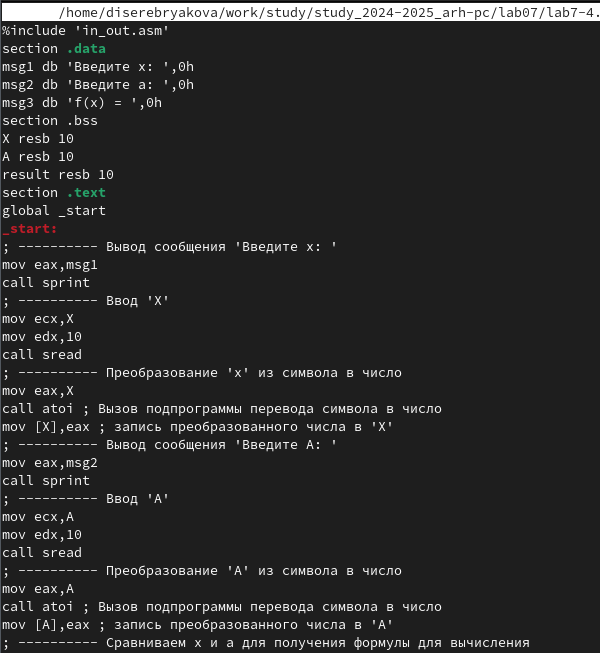 /home/diserebryakova/work/study/study_2024-2025_arh-pc/lab07/lab7-4.
%include 'in_out.asm'
section .data
msg1 db 'Введите x: ',0h
msg2 db 'Введите a: ',0h
msg3 db 'f(x) = ',0h
section .bss
X resb 10
A resb 10
result resb 10
section .text
global _start
_start:
; ---------- Вывод сообщения 'Введите x: '
mov eax,msg1
call sprint
; ---------- Ввод 'X'
mov ecx,X
mov edx,10
call sread
; ---------- Преобразование 'x' из символа в число
mov eax,X
call atoi ; Вызов подпрограммы перевода символа в число
mov [X],eax ; запись преобразованного числа в 'X'
; ---------- Вывод сообщения 'Введите А: '
mov eax,msg2
call sprint
; ---------- Ввод 'A'
mov ecx,A
mov edx,10
call sread
; ---------- Преобразование 'A' из символа в число
mov eax,A
call atoi ; Вызов подпрограммы перевода символа в число
mov [A],eax ; запись преобразованного числа в 'A'
; ---------- Сравниваем x и а для получения формулы для вычисления